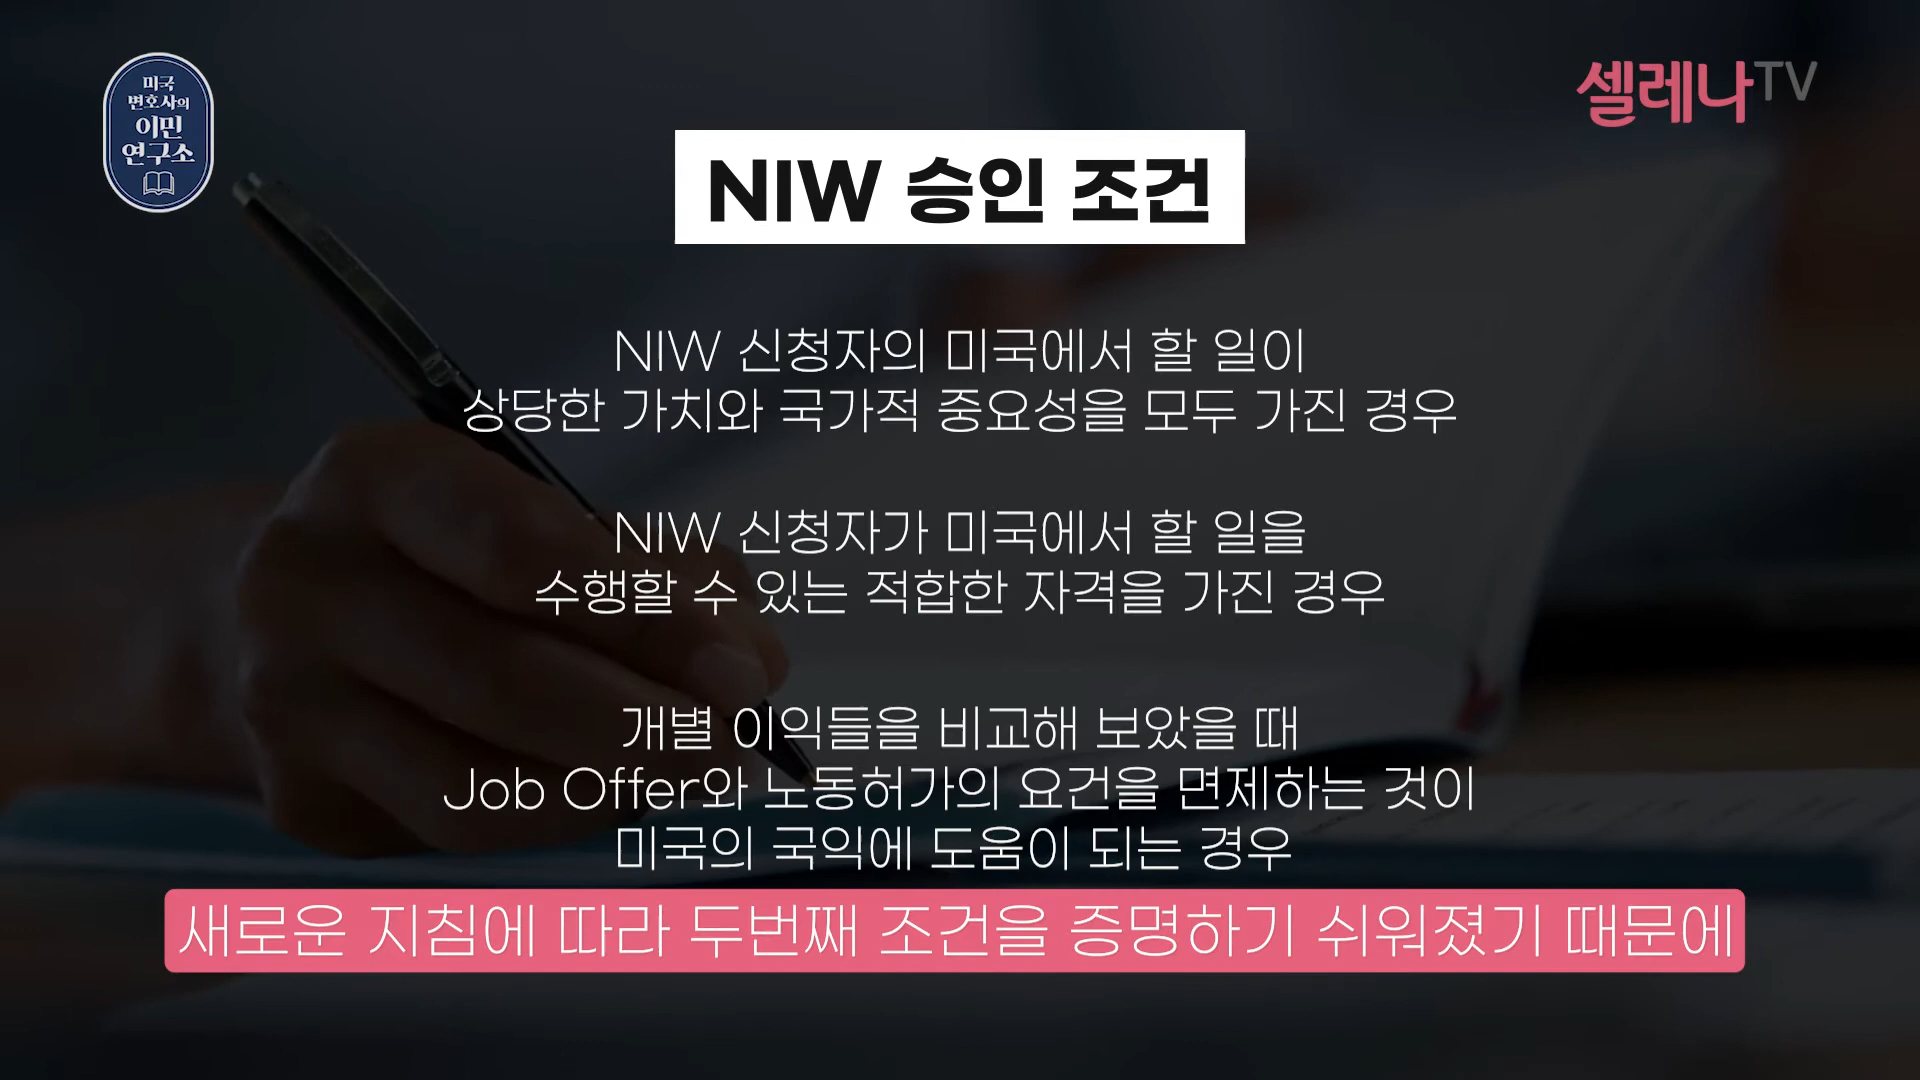 미국
변호사의
이민
연구소
셀레나TV
NIW 승인 조건
NIW 신청자의 미국에서 할 일이
상당한 가치와 국가적 중요성을 모두 가진 경우
NIW 신청자가 미국에서 할 일을
수행할 수 있는 적합한 자격을 가진 경우
개별 이익들을 비교해 보았을 때
Job Offer와 노동허가의 요건을 면제하는 것이
미국의 국익에 도움이 되는 경우
새로운 지침에 따라 두번째 조건을 증명하기 쉬워졌기 때문에